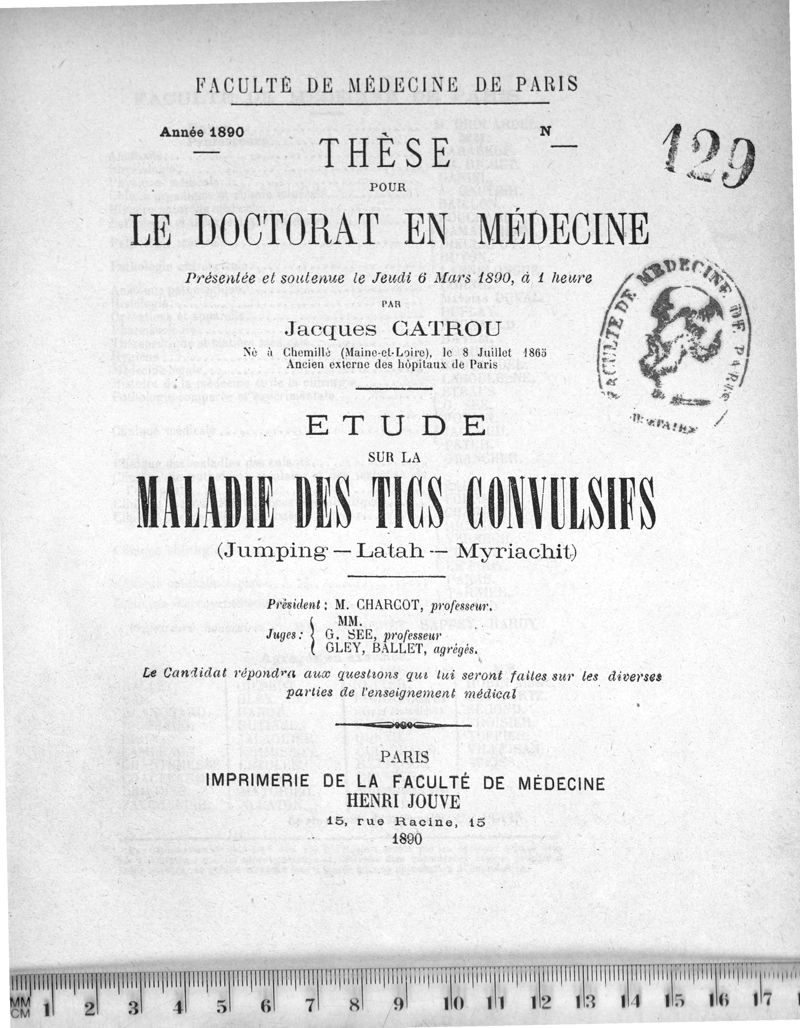 FACULTÉ DE MÉDECINE DE PARIS
Année 1890
N
129
THÈSE
POUR
LE DOCTORAT EN MÉDECINE
Présentée et soutenue le Jeudi 6 Mars 1890, à 1 heure
PAR
Jacques CATROU
Né à Chemillé (Maine-et-Loire), le 8 Juillet 1865
Ancien externe des hôpitaux de Paris
FACULTE DE MEDECINE DE PARIS
ETUDE
SUR LA
MALADIE DES TICS CONVULSIFS
(Jumping — Latah — Myriachit)
Président : M. CHARCOT, professeur.
MM.
Juges : { G. SEE, professeur
GLEY, BALLET, agrégés.
Le Candidat répondra aux questions qui lui seront faites sur les diverses
parties de l'enseignement médical
PARIS
IMPRIMERIE DE LA FACULTÉ DE MÉDECINE
HENRI JOUVE
15, rue Racine, 15
1890
MM
CM 1 2 3 4 5 6 7 8 9 10 11 12 13 14 15 16 17